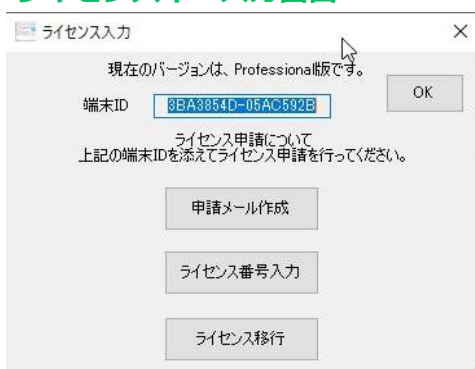 ライセンス入力
現在のバージョンは、Professional版です。
OK
端末ID 3BA3854D-05AC592B
ライセンス申請について
上記の端末IDを添えてライセンス申請を行ってください。
申請メール作成
ライセンス番号入力
ライセンス移行